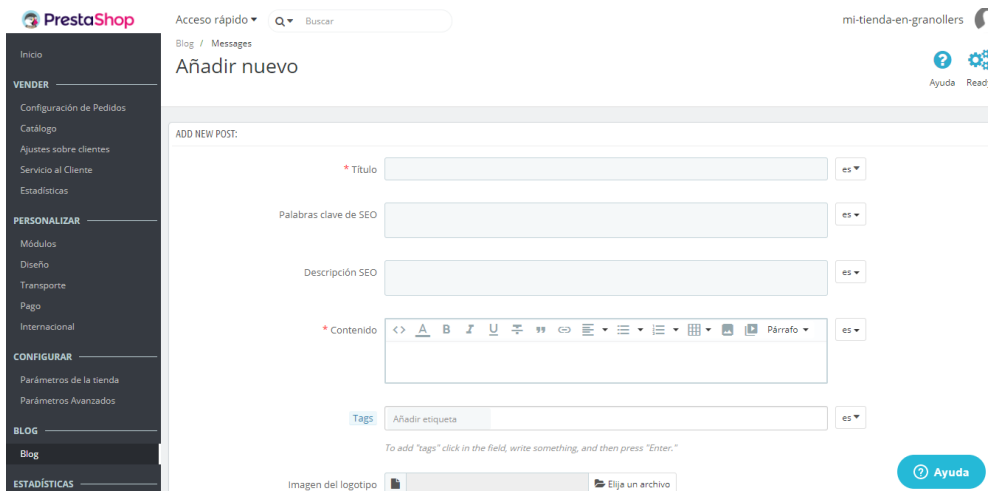 PrestaShop
Acceso rápido
Buscar
mi-tienda-en-granollers
Blog / Messages
Añadir nuevo
Ayuda
Inicio
VENDER
Configuración de Pedidos
Catálogo
Ajustes sobre clientes
Servicio al Cliente
Estadísticas
PERSONALIZAR
Módulos
Diseño
Transporte
Pago
Internacional
CONFIGURAR
Parámetros de la tienda
Parámetros Avanzados
BLOG
Blog
ESTADÍSTICAS
ADD NEW POST:
* Título
es
Palabras clave de SEO
es
Descripción SEO
es
* Contenido
<> A B I U
Párrafo
es
Tags
Añadir etiqueta
es
To add "tags" click in the field, write something, and then press "Enter."
Imagen del logotipo
Elija un archivo
Ayuda